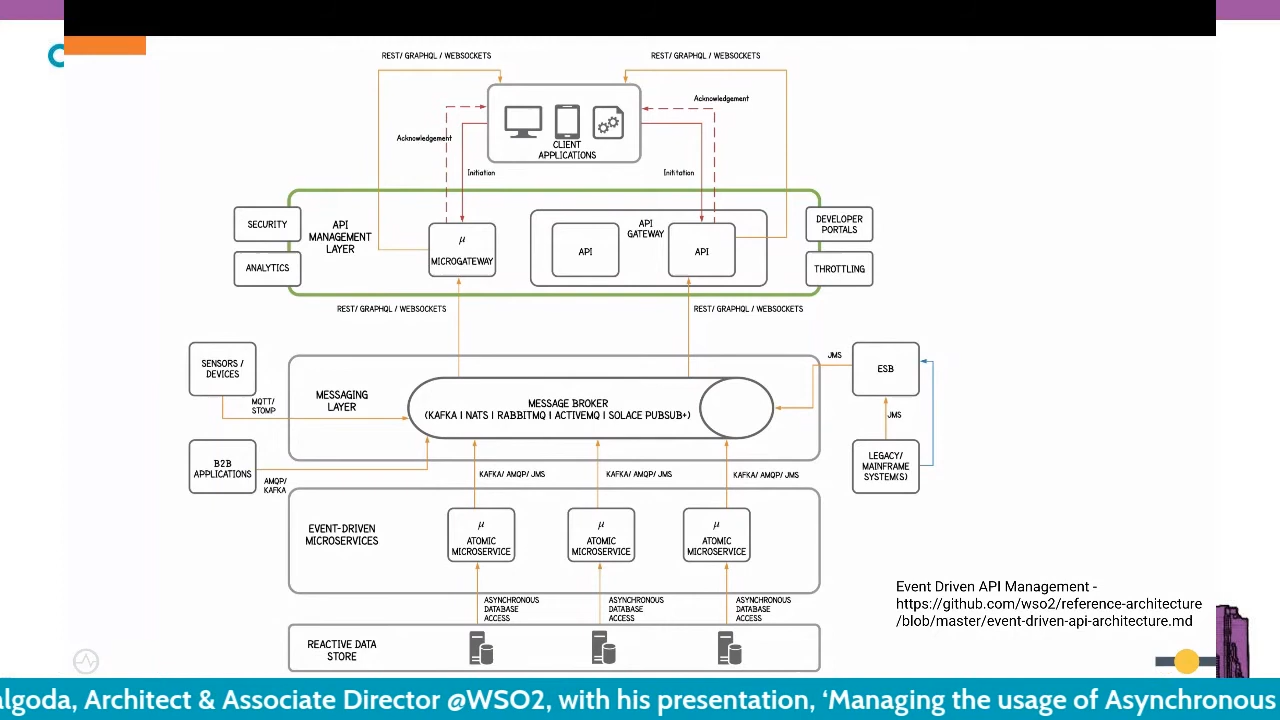 REST/ GRAPHQL / WEBSOCKETS
REST/ GRAPHQL / WEBSOCKETS
Acknowledgement
Acknowledgement
CLIENT
APPLICATIONS
Initiation
Inititation
SECURITY
ANALYTICS
API
MANAGEMENT
LAYER
μ
MICROGATEWAY
API
API
GATEWAY
API
DEVELOPER
PORTALS
THROTTLING
REST/ GRAPHQL / WEBSOCKETS
REST/ GRAPHQL / WEBSOCKETS
SENSORS /
DEVICES
MQTT/
STOMP
MESSAGING
LAYER
MESSAGE BROKER
(KAFKA | NATS | RABBITMQ | ACTIVEMQ | SOLACE PUBSUB+)
JMS
ESB
JMS
LEGACY/
MAINFRAME
SYSTEM(S)
B2B
APPLICATIONS
AMQP/
KAFKA
KAFKA/ AMQP/ JMS
KAFKA/ AMQP/ JMS
KAFKA/ AMQP/ JMS
EVENT-DRIVEN
MICROSERVICES
μ
ATOMIC
MICROSERVICE
μ
ATOMIC
MICROSERVICE
μ
ATOMIC
MICROSERVICE
ASYNCHRONOUS
DATABASE
ACCESS
ASYNCHRONOUS
DATABASE
ACCESS
ASYNCHRONOUS
DATABASE
ACCESS
REACTIVE DATA
STORE
Event Driven API Management -
https://github.com/wso2/reference-architecture
/blob/master/event-driven-api-architecture.md
algoda, Architect & Associate Director @WSO2, with his presentation, ‘Managing the usage of Asynchronous